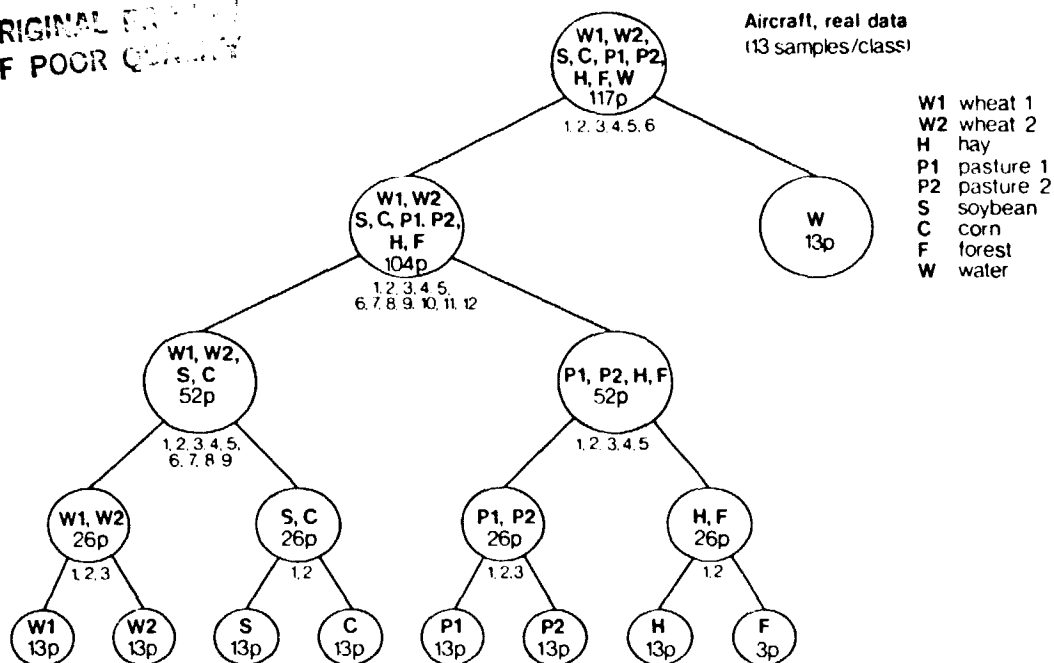 RIGINAL
F POOR
Aircraft, real data
(13 samples/class)
W1, W2,
S, C, P1, P2,
H, F, W
117p
1, 2, 3, 4, 5, 6
W1 wheat 1
W2 wheat 2
H hay
P1 pasture 1
P2 pasture 2
S soybean
C corn
F forest
W water
W1, W2
S, C, P1. P2,
H, F
104p
1, 2, 3, 4, 5,
6, 7, 8, 9. 10, 11, 12
W
13p
W1, W2,
S, C
52p
1, 2, 3, 4, 5,
6, 7, 8 9
P1, P2, H, F
52p
1, 2, 3, 4, 5
W1, W2
26p
1, 2, 3
S, C
26p
1, 2
P1, P2
26p
1, 2, 3
H, F
26p
1, 2
W1
13p
W2
13p
S
13p
C
13p
P1
13p
P2
13p
H
13p
F
3p